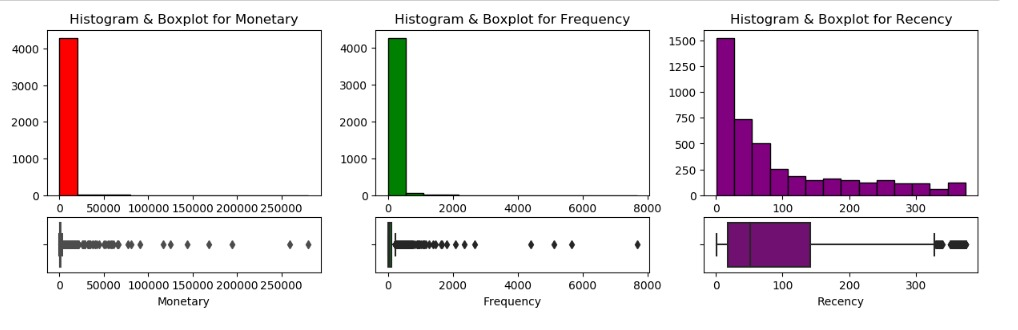 Histogram & Boxplot for Monetary
Histogram & Boxplot for Frequency
Histogram & Boxplot for Recency
4000
3000
2000
1000
0
0 50000 100000 150000 200000 250000
4000
3000
2000
1000
0
0 2000 4000 6000 8000
1500
1250
1000
750
500
250
0
0 100 200 300
0 50000 100000 150000 200000 250000
Monetary
0 2000 4000 6000 8000
Frequency
0 100 200 300
Recency